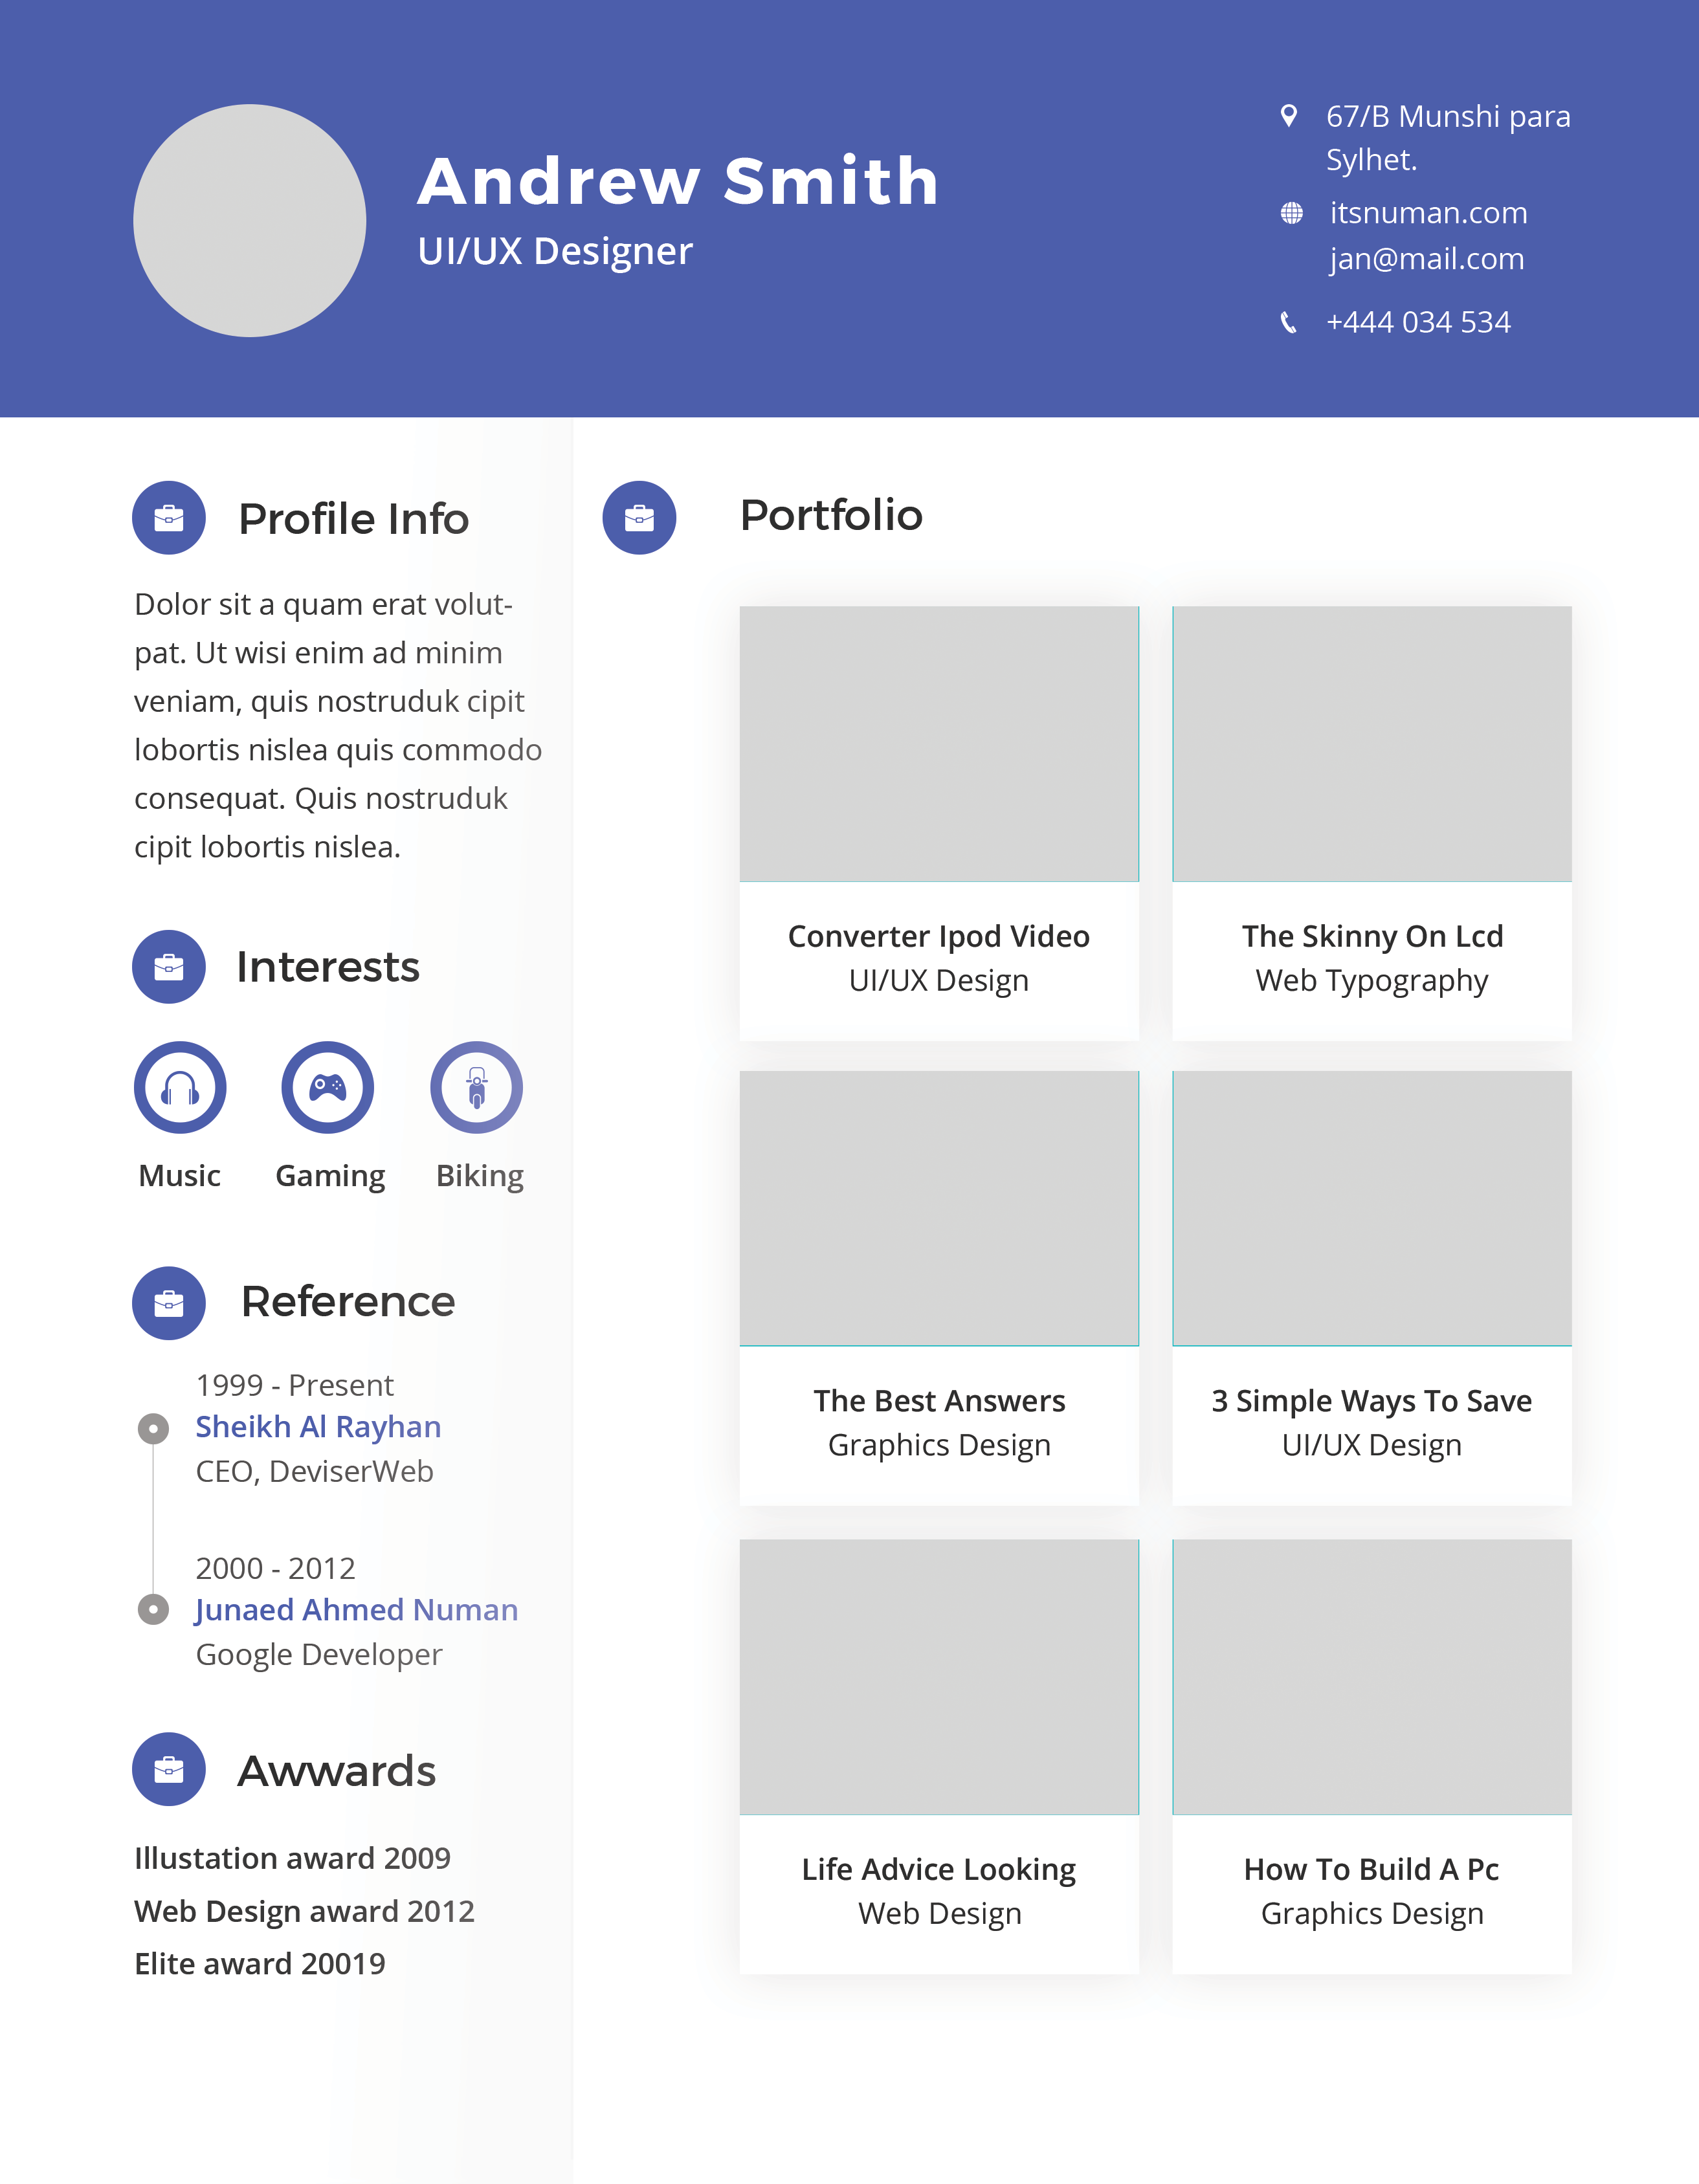 Andrew Smith
UI/UX Designer
67/B Munshi para
Sylhet.
itsnuman.com
jan@mail.com
+444 034 534
Profile Info
Dolor sit a quam erat volut-
pat. Ut wisi enim ad minim
veniam, quis nostruduk cipit
lobortis nislea quis commodo
consequat. Quis nostruduk
cipit lobortis nislea.
Interests
Music
Gaming
Biking
Reference
1999 - Present
Sheikh Al Rayhan
CEO, DeviserWeb
2000 - 2012
Junaed Ahmed Numan
Google Developer
Awwards
Illustation award 2009
Web Design award 2012
Elite award 20019
Portfolio
Converter Ipod Video
UI/UX Design
The Skinny On Lcd
Web Typography
The Best Answers
Graphics Design
3 Simple Ways To Save
UI/UX Design
Life Advice Looking
Web Design
How To Build A Pc
Graphics Design